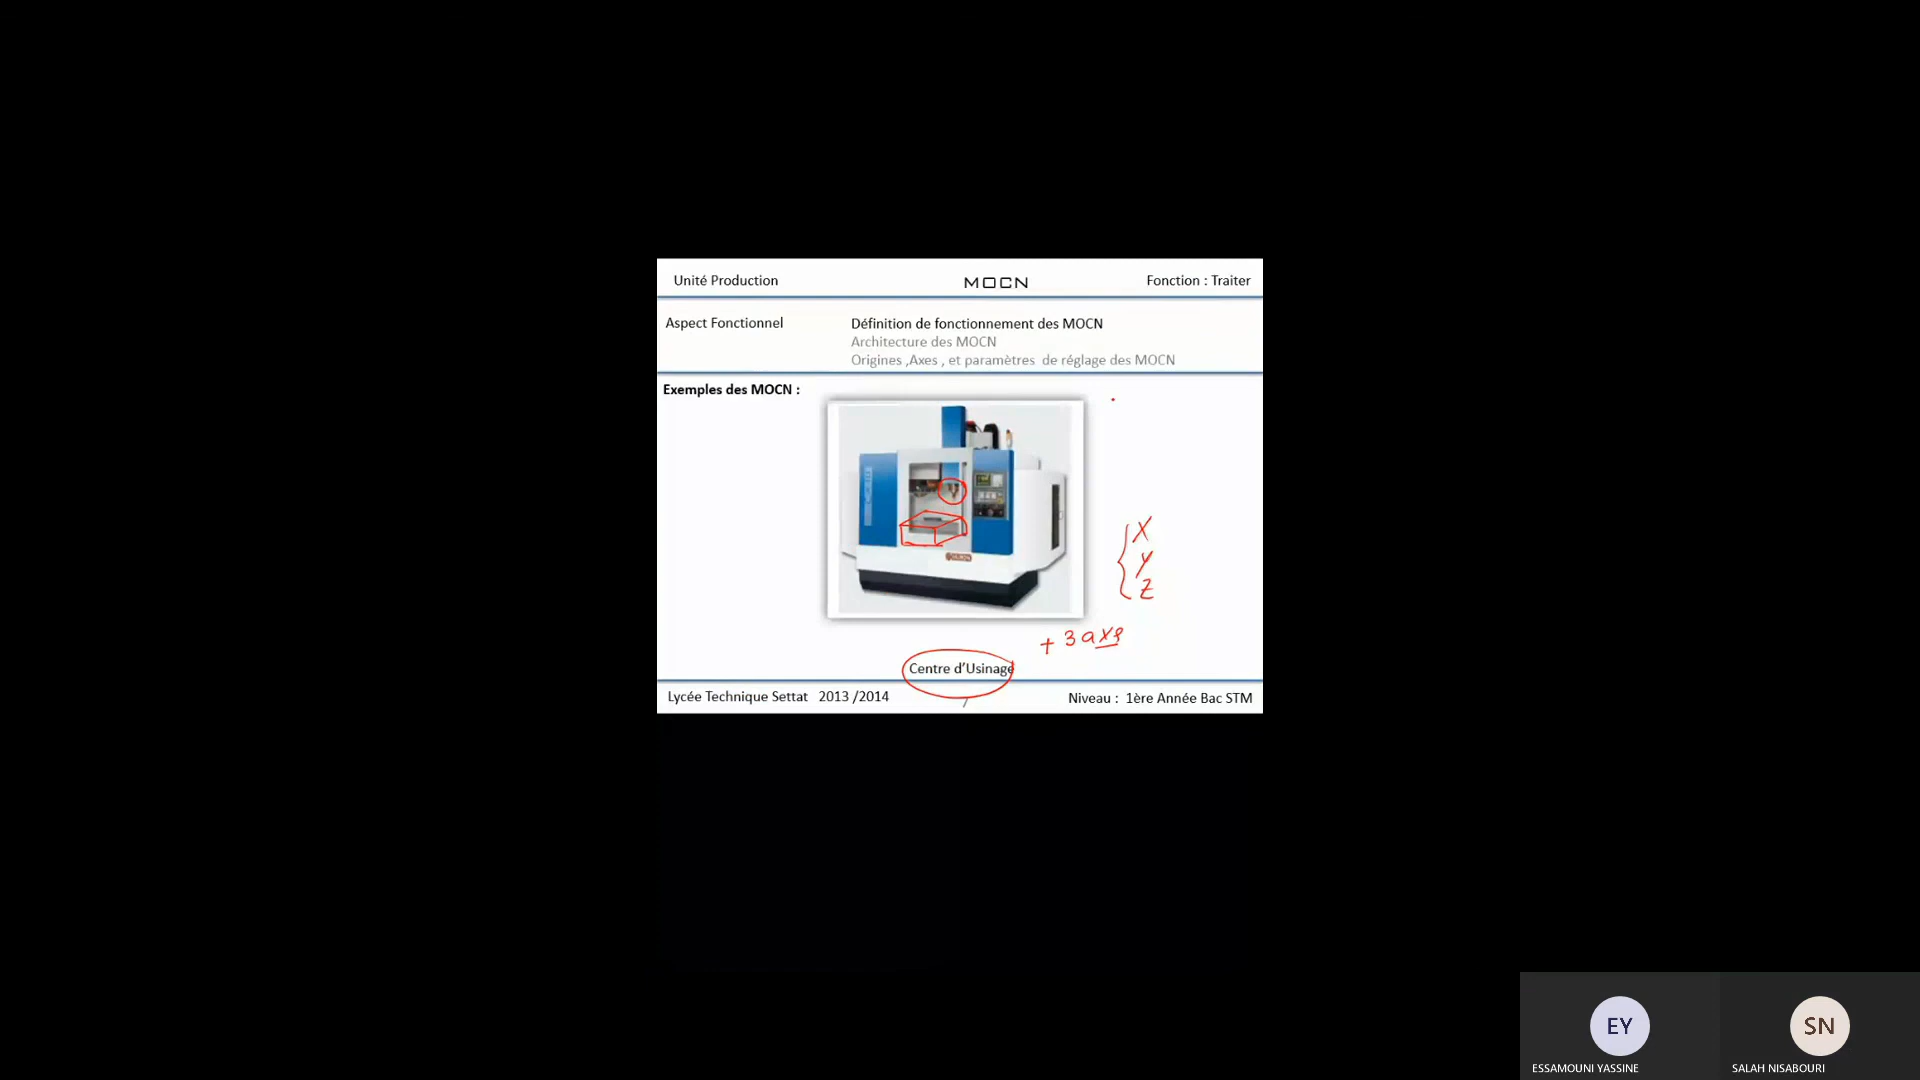 Unité Production
MOCN
Fonction : Traiter
Aspect Fonctionnel
Définition de fonctionnement des MOCN
Architecture des MOCN
Origines ,Axes , et paramètres de réglage des MOCN
Exemples des MOCN :
X
Y
Z
+ 3 axe
Centre d'Usinage
Lycée Technique Settat 2013 /2014
Niveau : 1ère Année Bac STM
EY
SN
ESSAMOUNI YASSINE
SALAH NISABOURI